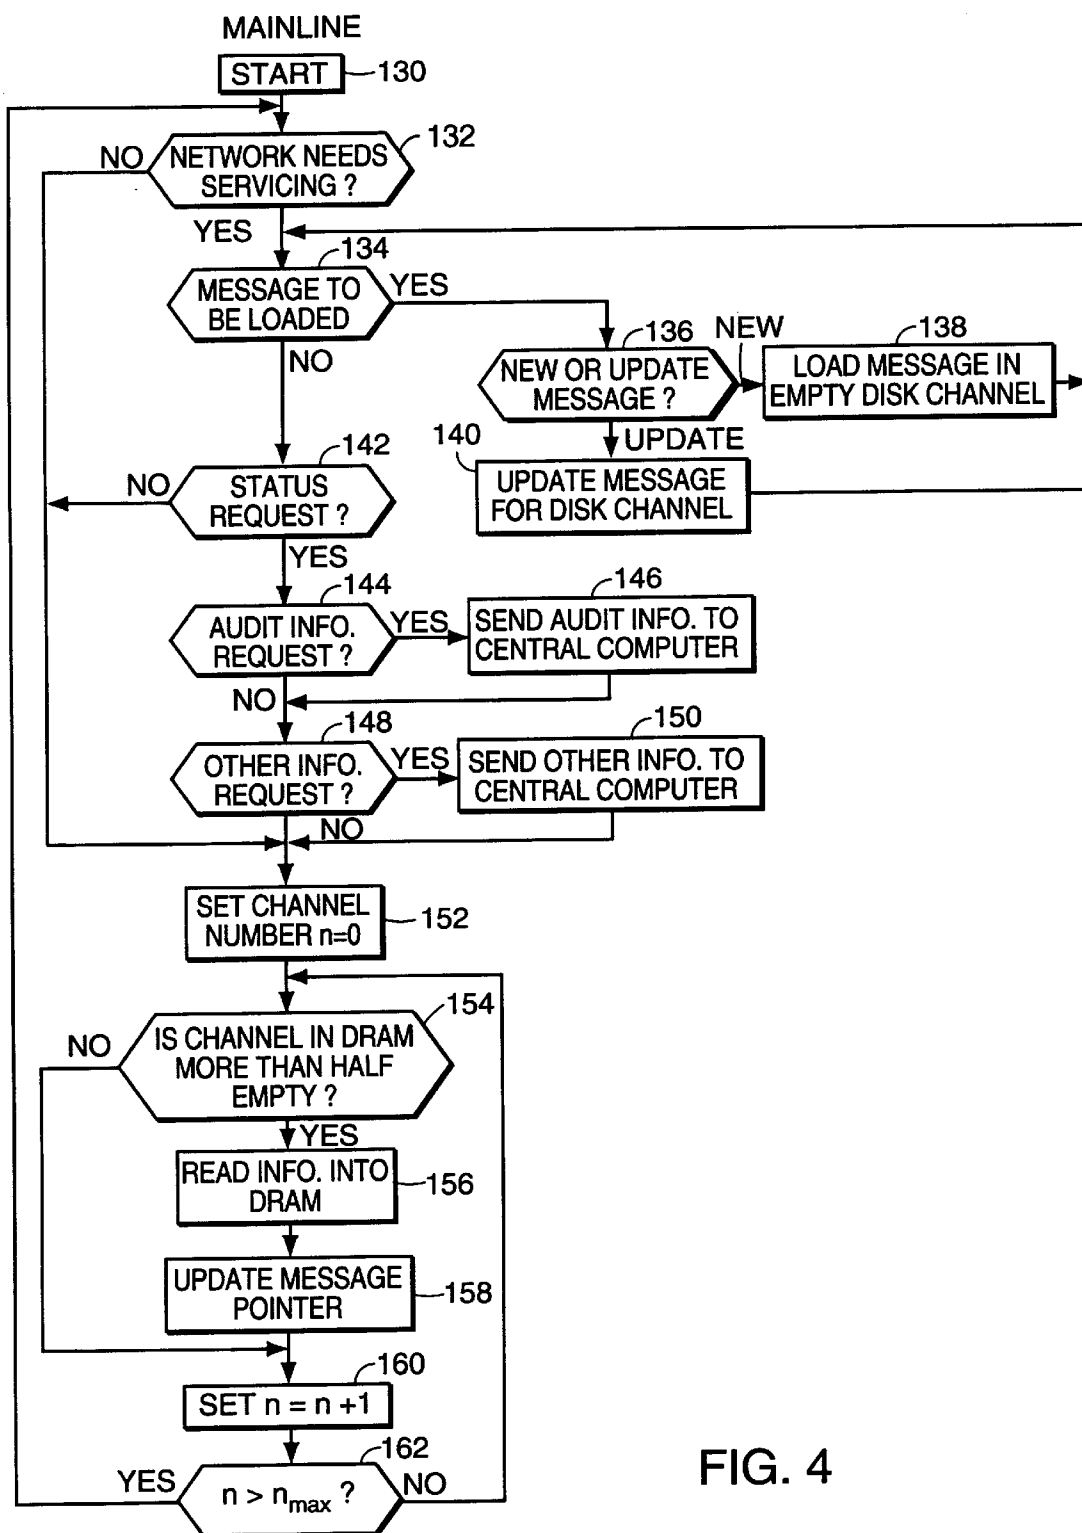 MAINLINE
START
130
132
NO
NETWORK NEEDS
SERVICING ?
YES
134
MESSAGE TO
BE LOADED
YES
NO
136
NEW
NEW OR UPDATE
MESSAGE ?
138
LOAD MESSAGE IN
EMPTY DISK CHANNEL
UPDATE
140
UPDATE MESSAGE
FOR DISK CHANNEL
142
NO
STATUS
REQUEST ?
YES
144
AUDIT INFO.
REQUEST ?
YES
146
SEND AUDIT INFO. TO
CENTRAL COMPUTER
NO
148
OTHER INFO.
REQUEST ?
YES
150
SEND OTHER INFO. TO
CENTRAL COMPUTER
NO
SET CHANNEL
NUMBER n=0
152
154
NO
IS CHANNEL IN DRAM
MORE THAN HALF
EMPTY ?
YES
READ INFO. INTO
DRAM
156
UPDATE MESSAGE
POINTER
158
160
SET n = n +1
162
YES
n > nmax ?
NO
FIG. 4